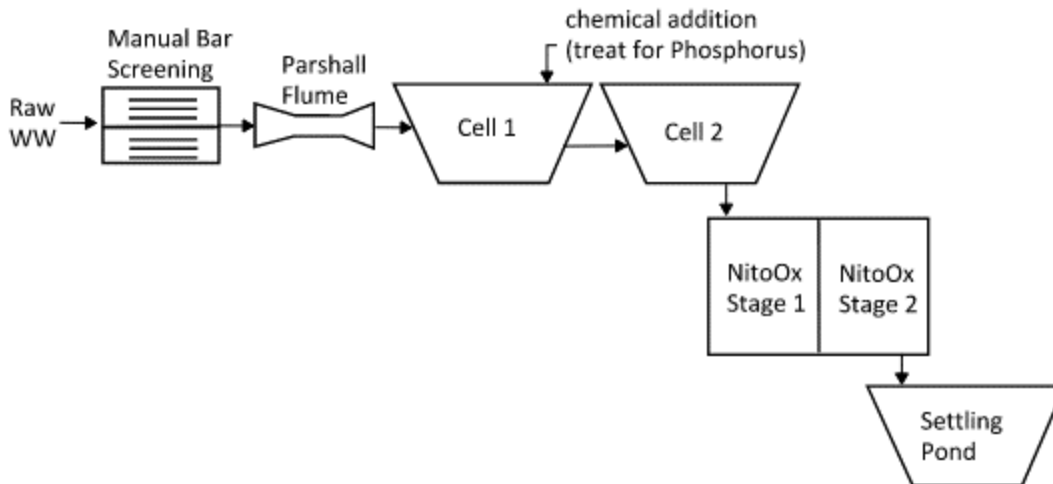 chemical addition
(treat for Phosphorus)
Manual Bar
Screening
Parshall
Flume
Raw
WW
Cell 1
Cell 2
NitoOx
Stage 1
NitoOx
Stage 2
Settling
Pond